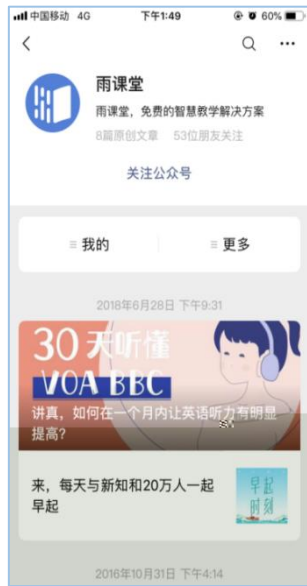 中国移动 4G 下午1:49 60%
雨课堂
雨课堂，免费的智慧教学解决方案
8篇原创文章 53位朋友关注
关注公众号
我的 更多
2018年6月28日 下午9:31
30天听懂
VOA BBC
讲真，如何在一个月内让英语听力有明显
提高？
来，每天与新知和20万人一起
早起
早起
时刻
2016年10月31日 下午4:14